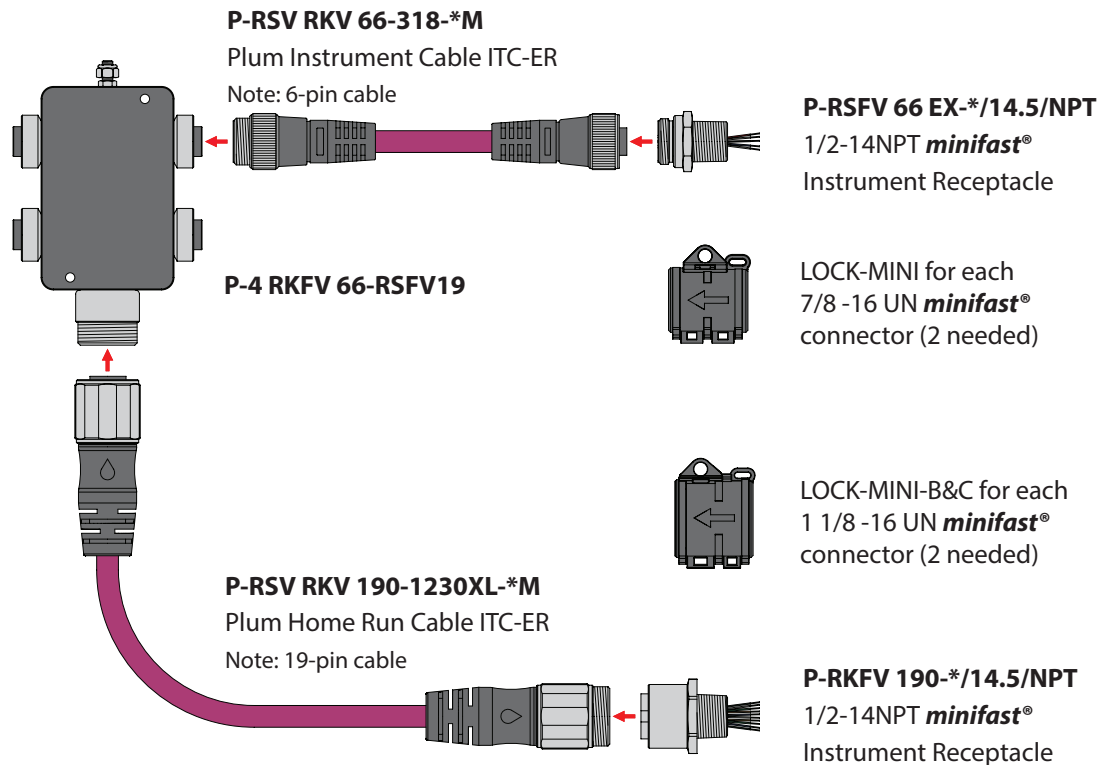 P-RSV RKV 66-318-*M
Plum Instrument Cable ITC-ER
Note: 6-pin cable
P-RSFV 66 EX-*/14.5/NPT
1/2-14NPT minifast®
Instrument Receptacle
P-4 RKFV 66-RSFV19
LOCK-MINI for each
7/8 -16 UN minifast®
connector (2 needed)
LOCK-MINI-B&C for each
1 1/8 -16 UN minifast®
connector (2 needed)
P-RSV RKV 190-1230XL-*M
Plum Home Run Cable ITC-ER
Note: 19-pin cable
P-RKFV 190-*/14.5/NPT
1/2-14NPT minifast®
Instrument Receptacle